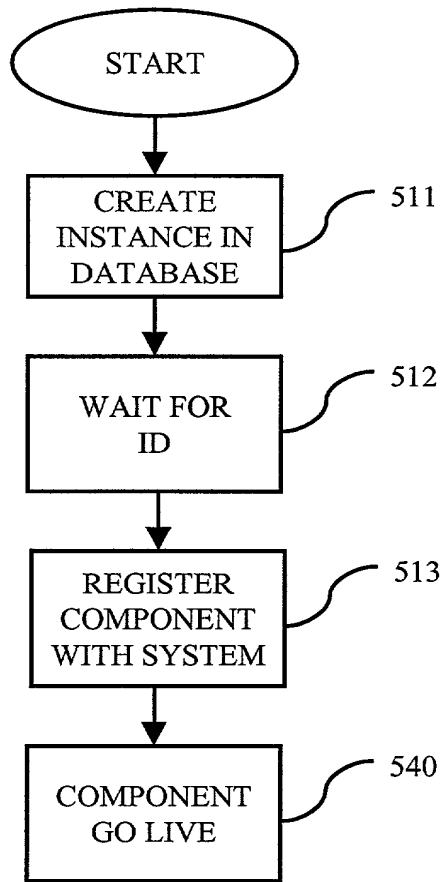 START
CREATE
INSTANCE IN
DATABASE
511
WAIT FOR
ID
512
REGISTER
COMPONENT
WITH SYSTEM
513
COMPONENT
GO LIVE
540